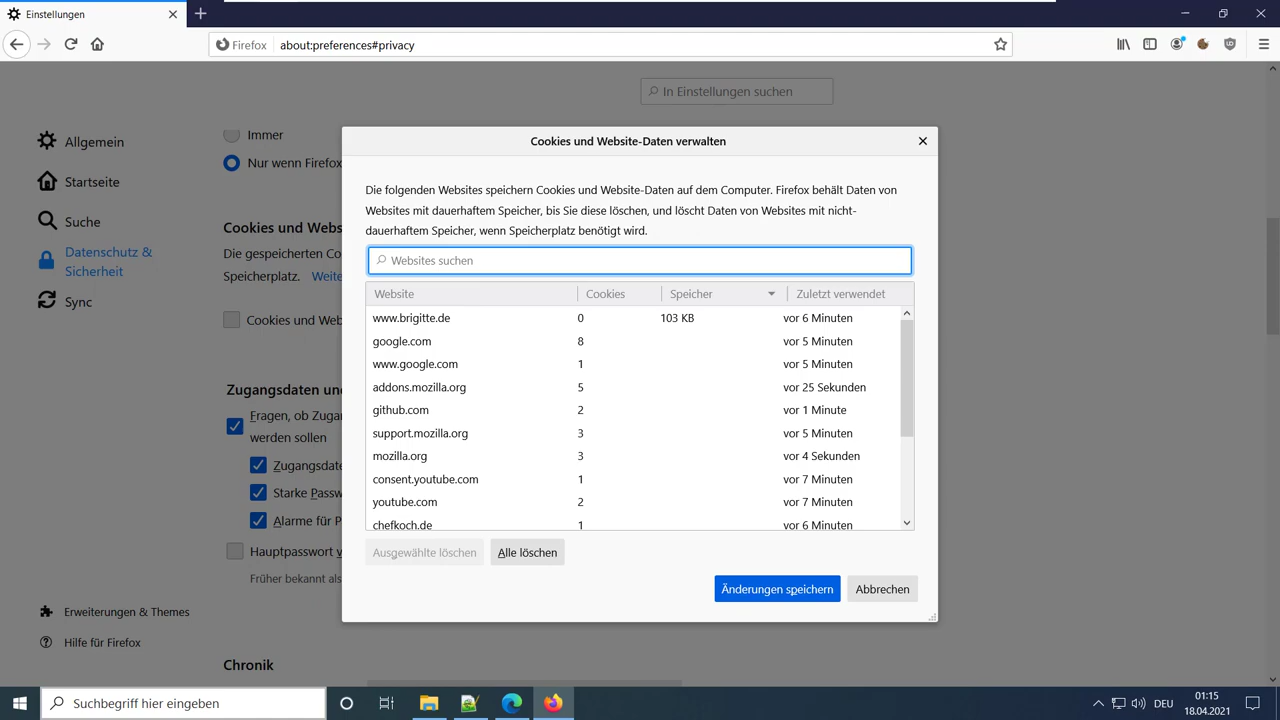 Einstellungen
Firefox
about:preferences#privacy
In Einstellungen suchen
Allgemein
Startseite
Suche
Datenschutz &
Sicherheit
Sync
Erweiterungen & Themes
Hilfe für Firefox
Immer
Nur wenn Firefox
Cookies und Webs
Die gespeicherten Co
Speicherplatz. Weite
Cookies und Web
Zugangsdaten und
Fragen, ob Zuga
werden sollen
Zugangsdate
Starke Passw
Alarme für P
Hauptpasswort v
Früher bekannt als
Chronik
Cookies und Website-Daten verwalten
Die folgenden Websites speichern Cookies und Website-Daten auf dem Computer. Firefox behält Daten von
Websites mit dauerhaftem Speicher, bis Sie diese löschen, und löscht Daten von Websites mit nicht-
dauerhaftem Speicher, wenn Speicherplatz benötigt wird.
Websites suchen
Website Cookies Speicher Zuletzt verwendet
www.brigitte.de 0 103 KB vor 6 Minuten
google.com 8 vor 5 Minuten
www.google.com 1 vor 5 Minuten
addons.mozilla.org 5 vor 25 Sekunden
github.com 2 vor 1 Minute
support.mozilla.org 3 vor 5 Minuten
mozilla.org 3 vor 4 Sekunden
consent.youtube.com 1 vor 7 Minuten
youtube.com 2 vor 7 Minuten
chefkoch.de 1 vor 6 Minuten
Ausgewählte löschen Alle löschen
Änderungen speichern Abbrechen
Suchbegriff hier eingeben
DEU
01:15
18.04.2021